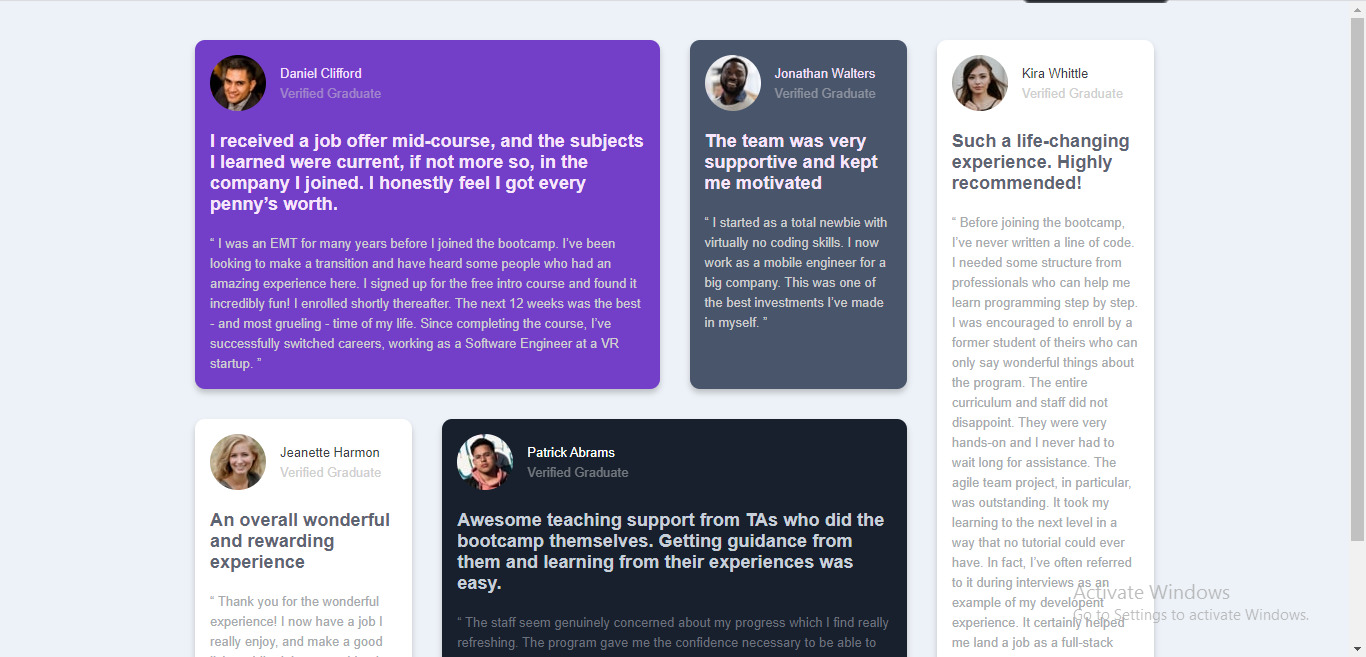 Daniel Clifford
Verified Graduate
I received a job offer mid-course, and the subjects
I learned were current, if not more so, in the
company I joined. I honestly feel I got every
penny’s worth.
“ I was an EMT for many years before I joined the bootcamp. I’ve been
looking to make a transition and have heard some people who had an
amazing experience here. I signed up for the free intro course and found it
incredibly fun! I enrolled shortly thereafter. The next 12 weeks was the best
- and most grueling - time of my life. Since completing the course, I’ve
successfully switched careers, working as a Software Engineer at a VR
startup. ”
Jonathan Walters
Verified Graduate
The team was very
supportive and kept
me motivated
“ I started as a total newbie with
virtually no coding skills. I now
work as a mobile engineer for a
big company. This was one of
the best investments I’ve made
in myself. ”
Kira Whittle
Verified Graduate
Such a life-changing
experience. Highly
recommended!
“ Before joining the bootcamp,
I’ve never written a line of code.
I needed some structure from
professionals who can help me
learn programming step by step.
I was encouraged to enroll by a
former student of theirs who can
only say wonderful things about
the program. The entire
curriculum and staff did not
disappoint. They were very
hands-on and I never had to
wait long for assistance. The
agile team project, in particular,
was outstanding. It took my
learning to the next level in a
way that no tutorial could ever
have. In fact, I’ve often referred
to it during interviews as an
example of my developent
experience. It certainly helped
me land a job as a full-stack
Jeanette Harmon
Verified Graduate
An overall wonderful
and rewarding
experience
“ Thank you for the wonderful
experience! I now have a job I
really enjoy, and make a good
Patrick Abrams
Verified Graduate
Awesome teaching support from TAs who did the
bootcamp themselves. Getting guidance from
them and learning from their experiences was
easy.
“ The staff seem genuinely concerned about my progress which I find really
refreshing. The program gave me the confidence necessary to be able to
Activate Windows
Go to Settings to activate Windows.